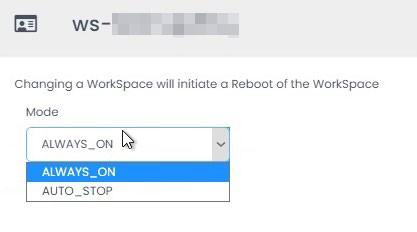 ws-
Changing a WorkSpace will initiate a Reboot of the WorkSpace
Mode
ALWAYS_ON
ALWAYS_ON
AUTO_STOP